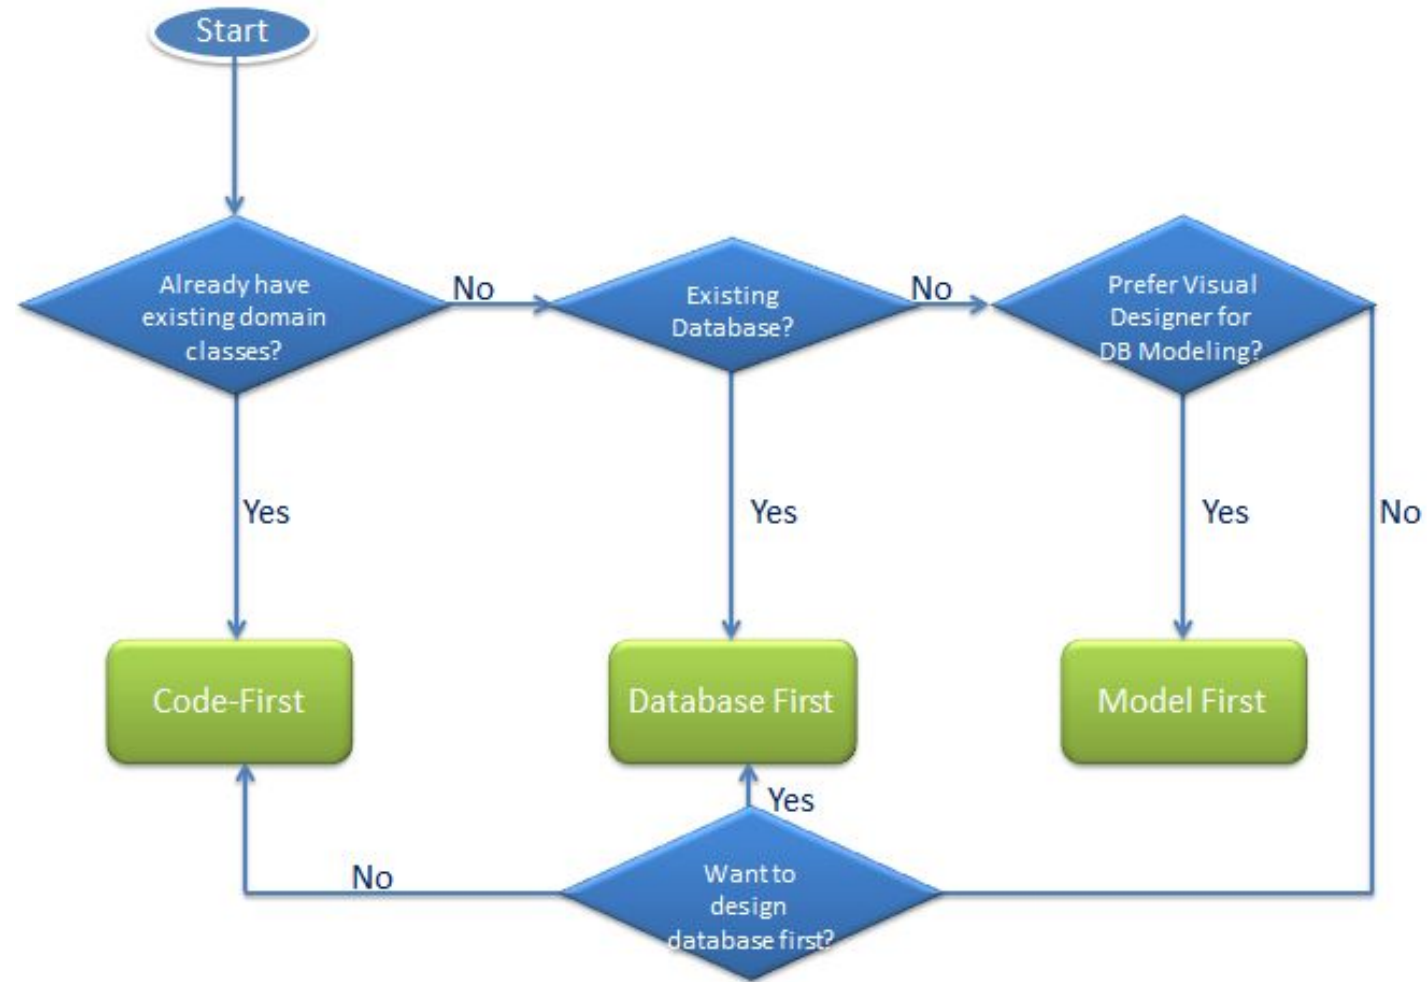 Start
Already have
existing domain
classes?
No
Existing
Database?
No
Prefer Visual
Designer for
DB Modeling?
Yes
Yes
Yes
No
Code-First
Database First
Model First
Yes
No
Want to
design
database first?